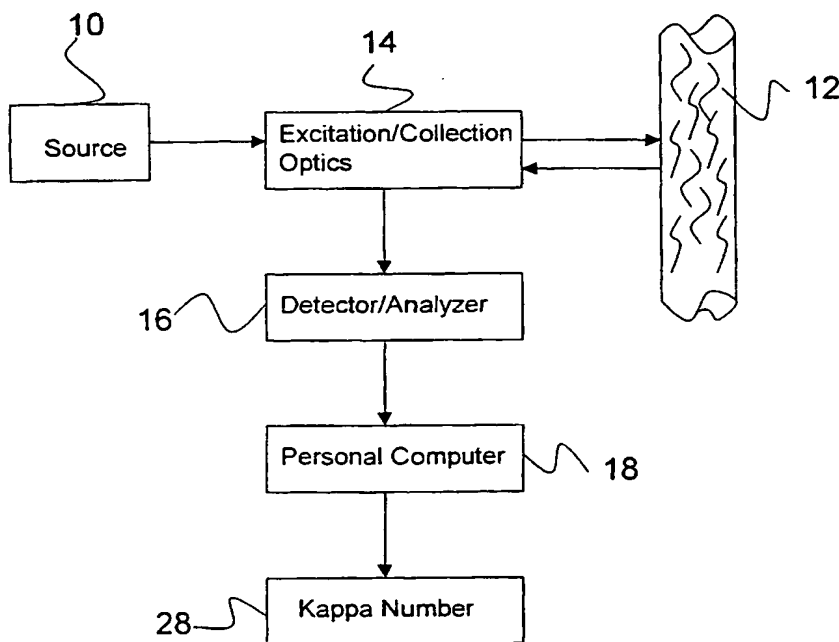 10
14
12
Source
Excitation/Collection
Optics
16
Detector/Analyzer
Personal Computer
18
28
Kappa Number